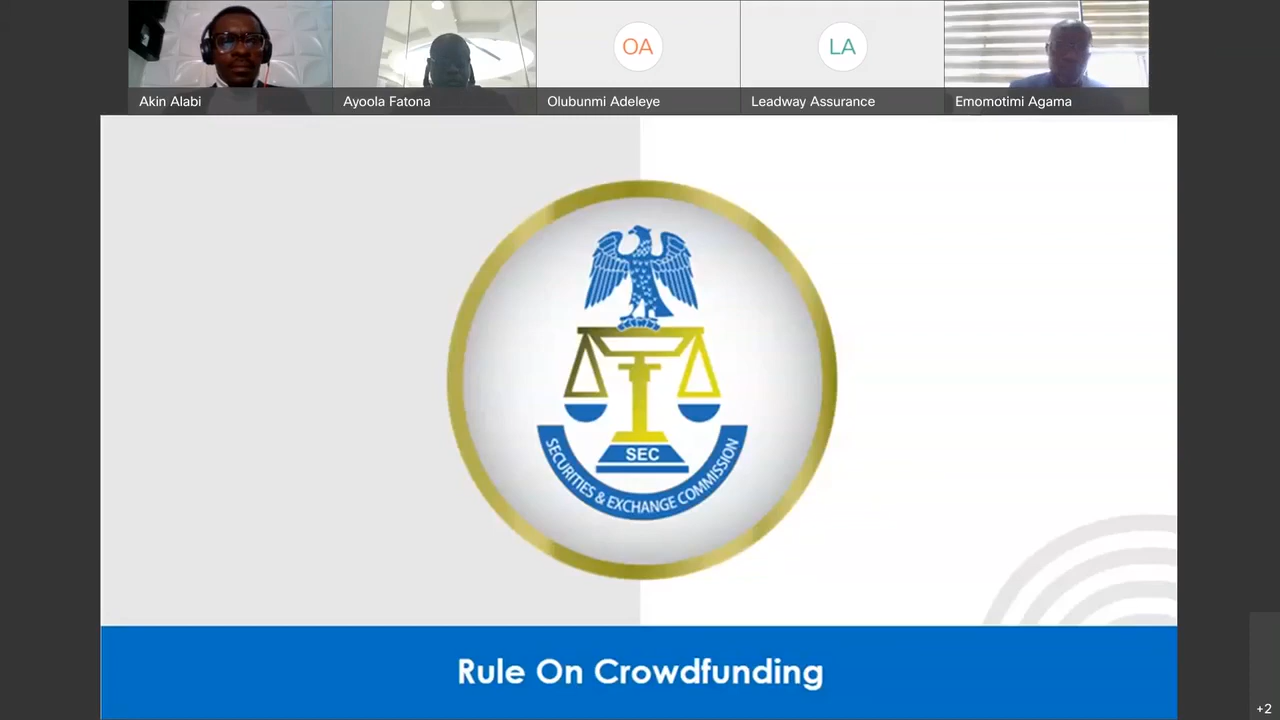 OA
LA
Akin Alabi
Ayoola Fatona
Olubunmi Adeleye
Leadway Assurance
Emomotimi Agama
SEC
SECURITIES & EXCHANGE COMMISSION
Rule On Crowdfunding
+2